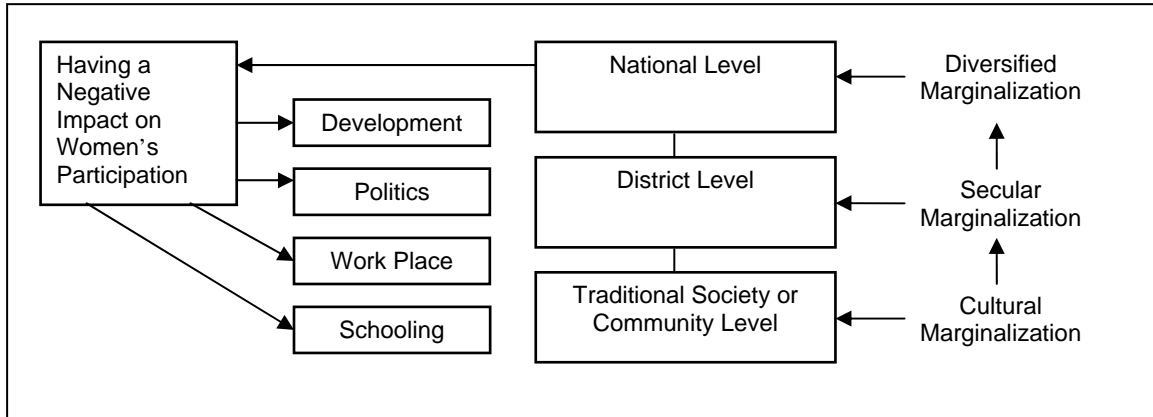 Having a
Negative
Impact on
Women’s
Participation
Development
Politics
Work Place
Schooling
National Level
District Level
Traditional Society or
Community Level
Diversified
Marginalization
Secular
Marginalization
Cultural
Marginalization